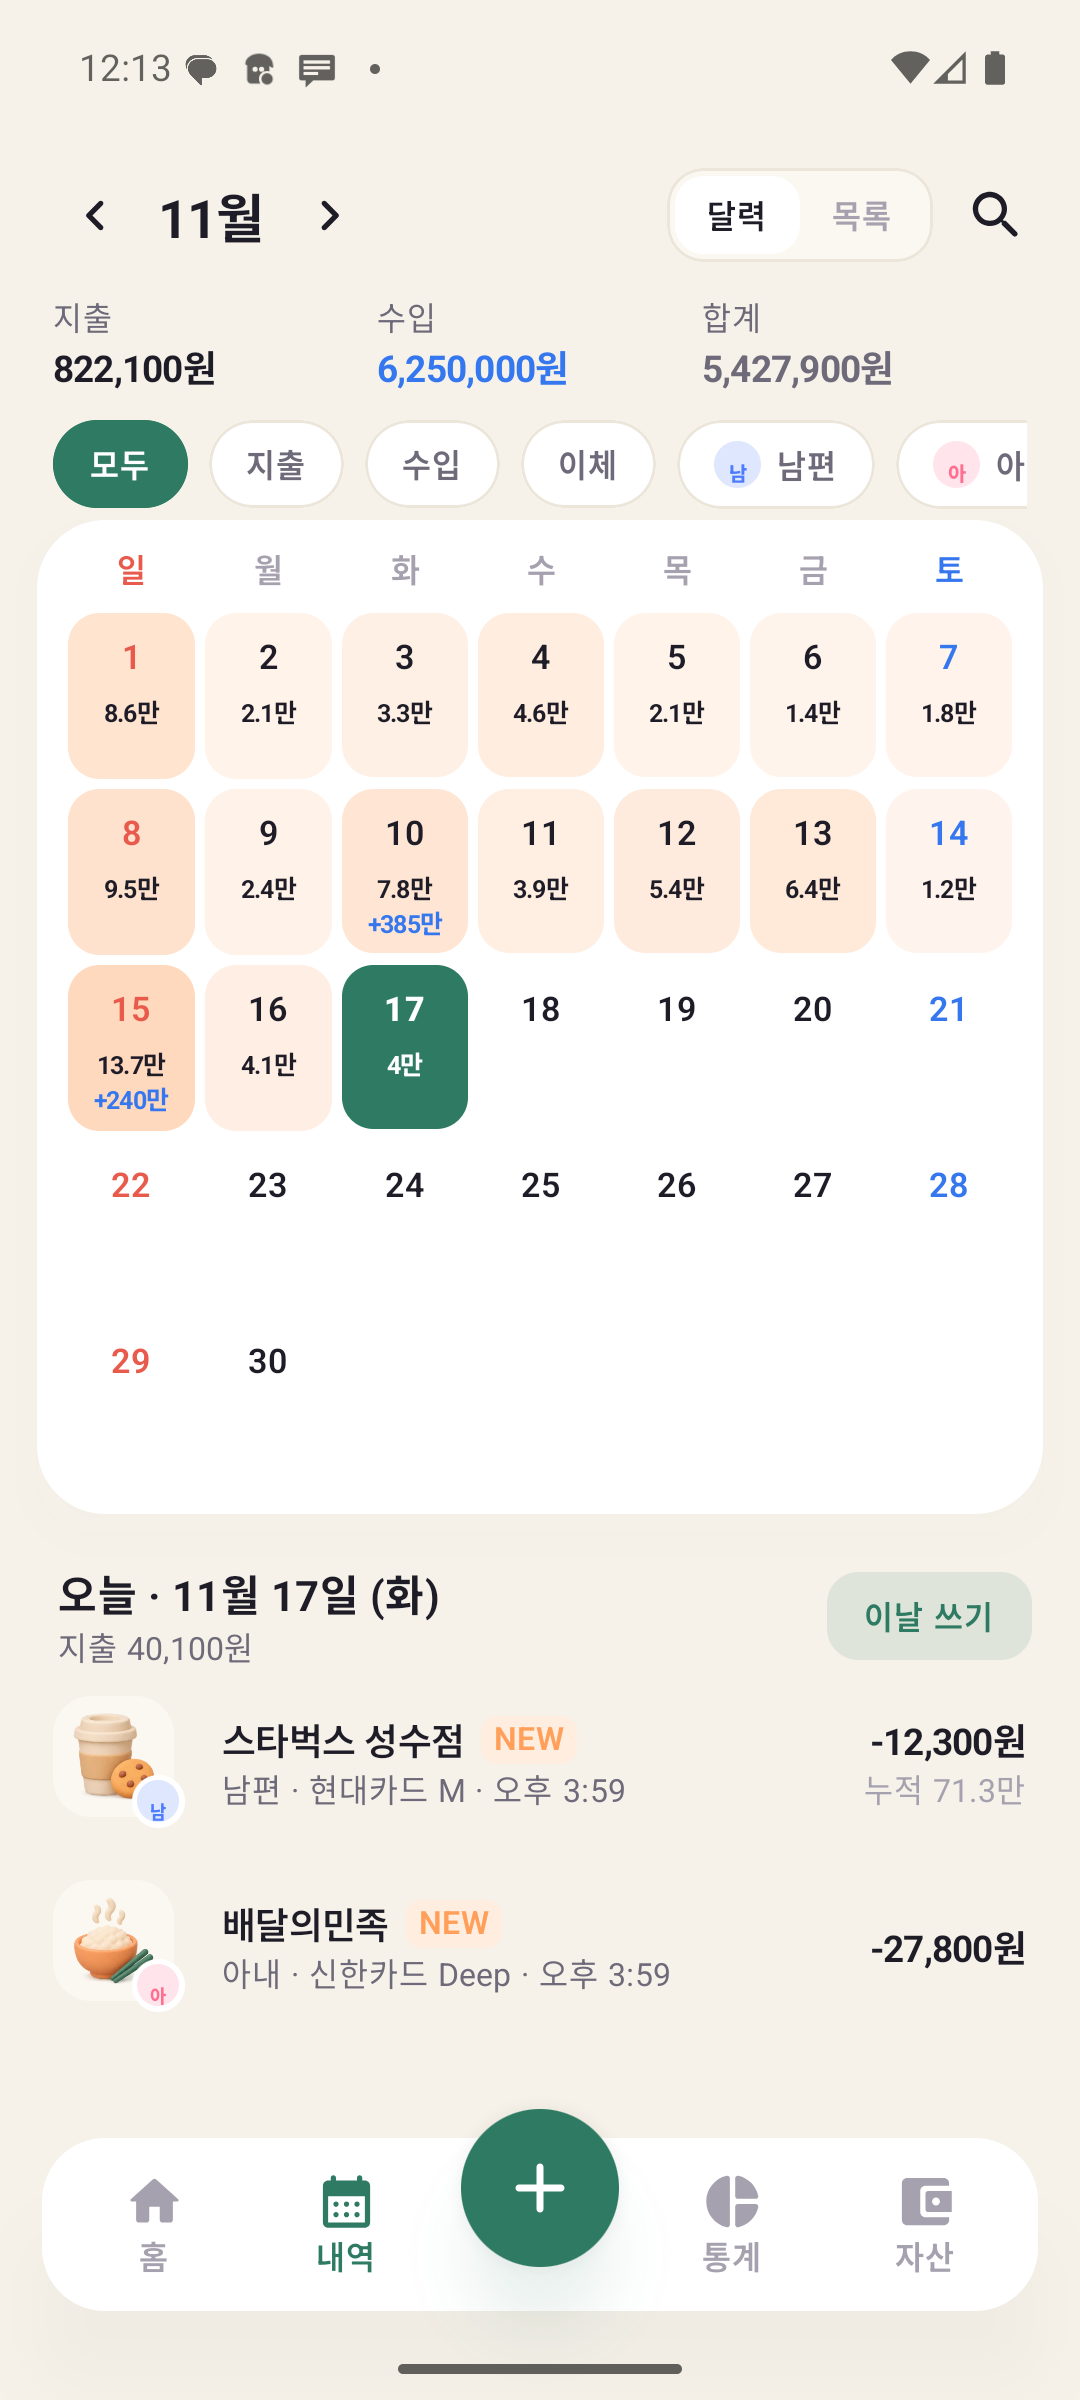 12:13
11월
달력 목록
지출 수입 합계
822,100원 6,250,000원 5,427,900원
모두 지출 수입 이체 남 남편 아 아
일 월 화 수 목 금 토
1 2 3 4 5 6 7
8.6만 2.1만 3.3만 4.6만 2.1만 1.4만 1.8만
8 9 10 11 12 13 14
9.5만 2.4만 7.8만 3.9만 5.4만 6.4만 1.2만
+385만
15 16 17 18 19 20 21
13.7만 4.1만 4만
+240만
22 23 24 25 26 27 28
29 30
오늘 · 11월 17일 (화)
지출 40,100원
이날 쓰기
스타벅스 성수점 NEW
-12,300원
남
남편 · 현대카드 M · 오후 3:59
누적 71.3만
배달의민족 NEW
-27,800원
아
아내 · 신한카드 Deep · 오후 3:59
홈 내역 통계 자산